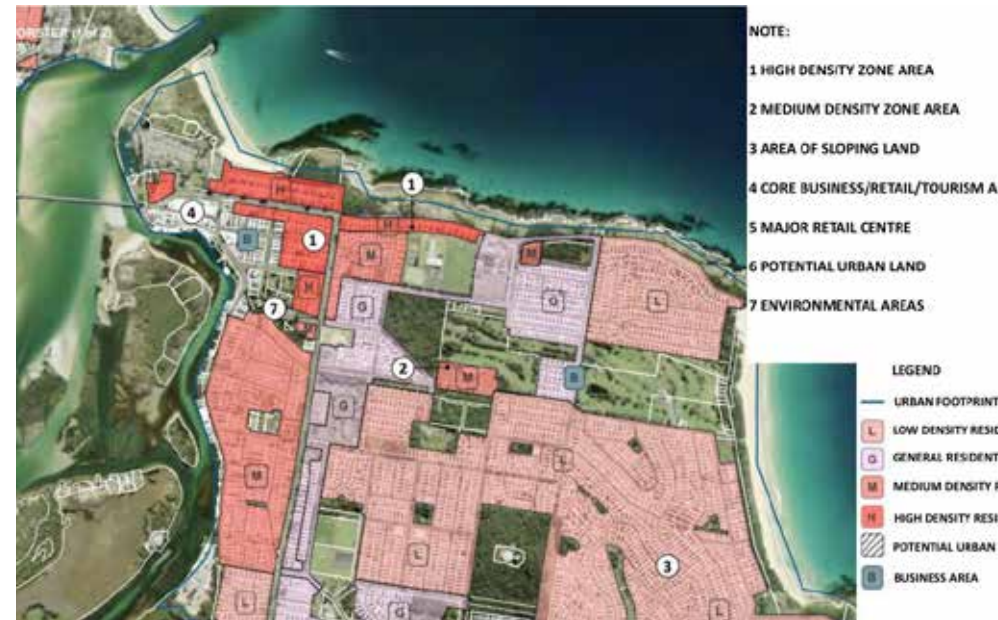 ORSTER (1 of 2)
NOTE:
1 HIGH DENSITY ZONE AREA
2 MEDIUM DENSITY ZONE AREA
3 AREA OF SLOPING LAND
4 CORE BUSINESS/RETAIL/TOURISM A
5 MAJOR RETAIL CENTRE
6 POTENTIAL URBAN LAND
7 ENVIRONMENTAL AREAS
H
1
4
B
1
H
M
M
G
L
H
7
G
2
M
B
G
L
M
L
3
L
G
L
LEGEND
URBAN FOOTPRINT
L LOW DENSITY RESID
G GENERAL RESIDENT
M MEDIUM DENSITY R
H HIGH DENSITY RESI
POTENTIAL URBAN
B BUSINESS AREA